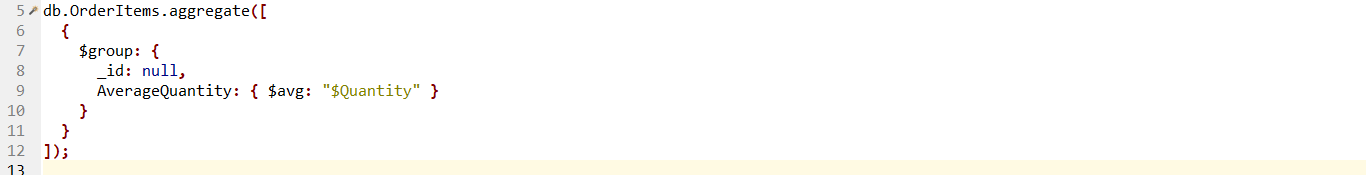 5 db.OrderItems.aggregate([
6   {
7     $group: {
8       _id: null,
9       AverageQuantity: { $avg: "$Quantity" }
10     }
11   }
12 ]);
13